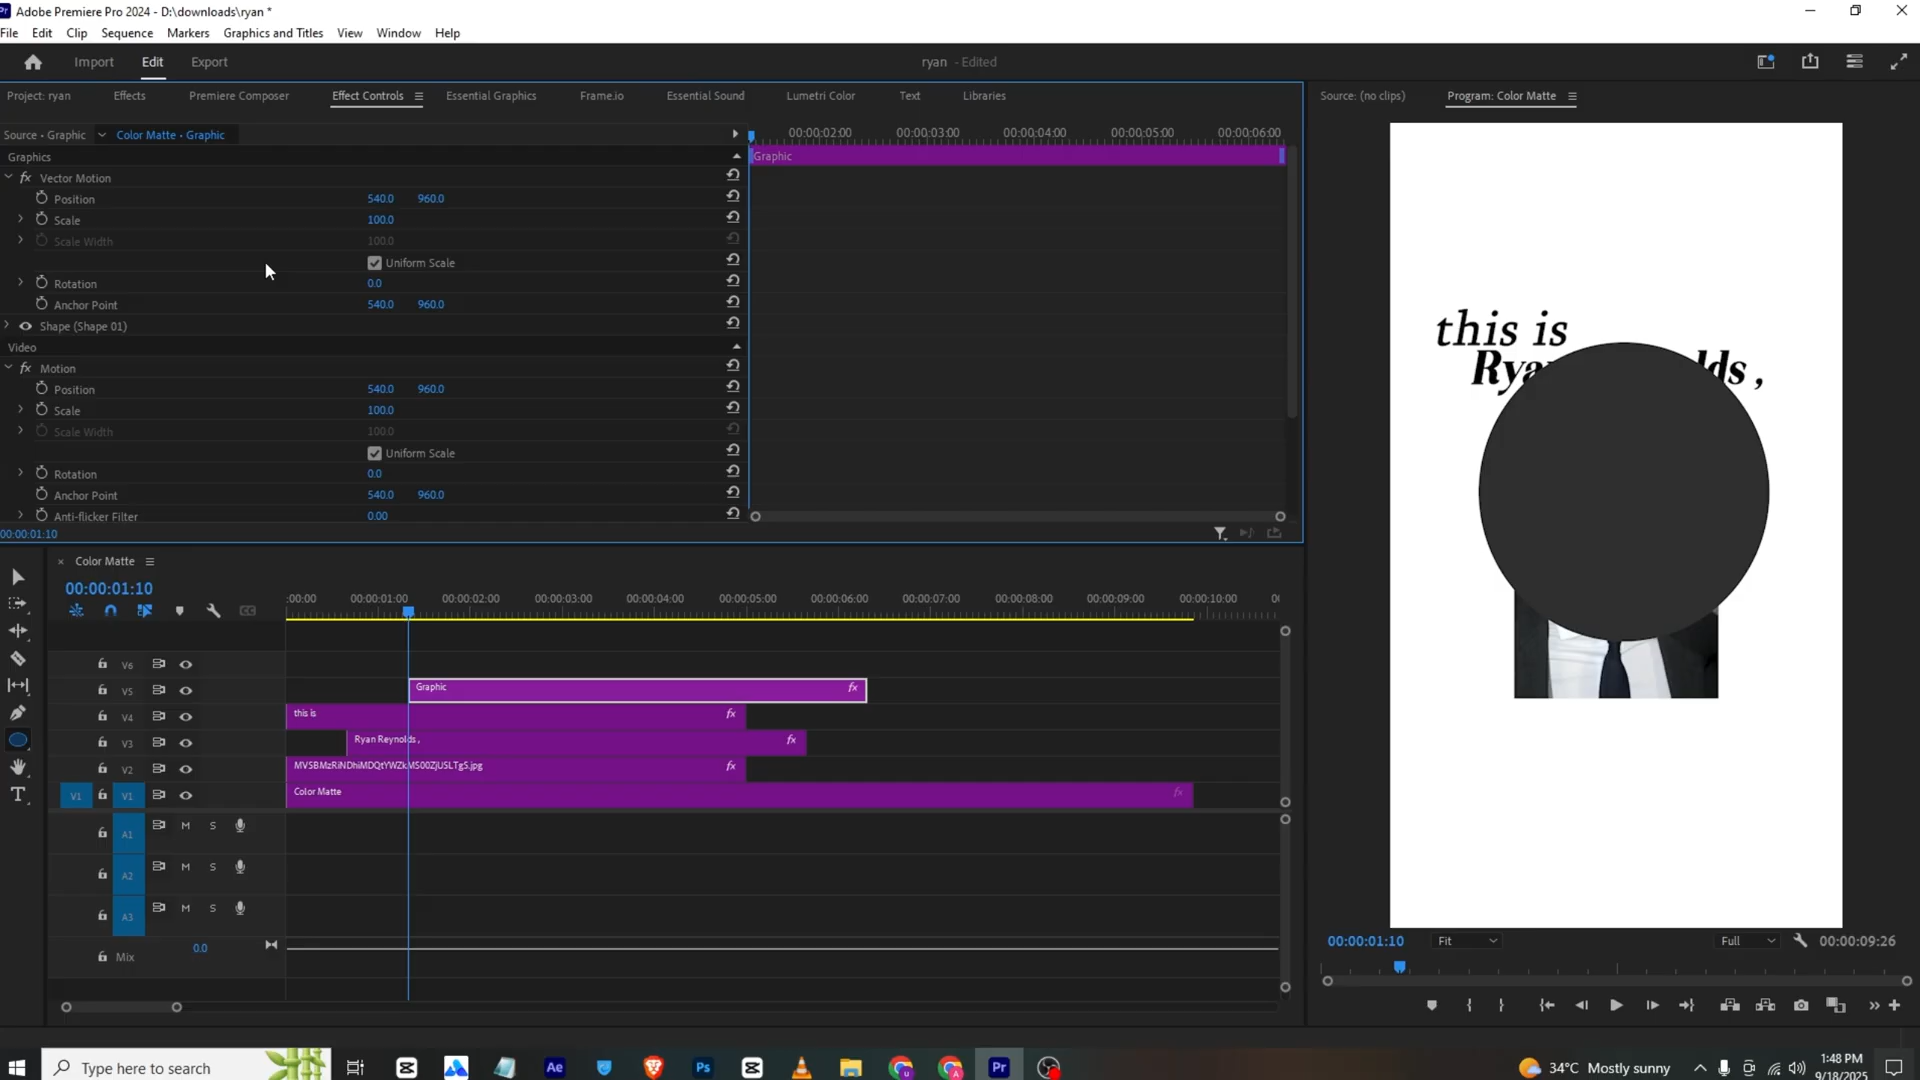 Pr Adobe Premiere Pro 2024 - D:\downloads\ryan *
File Edit Clip Sequence Markers Graphics and Titles View Window Help
Import Edit Export ryan - Edited
Project: ryan Effects Premiere Composer Effect Controls Essential Graphics Frame.io Essential Sound Lumetri Color Text Libraries
Source: (no clips) Program: Color Matte
Source • Graphic Color Matte • Graphic
00:00:02:00 00:00:03:00 00:00:04:00 00:00:05:00 00:00:06:00
Graphics
Graphic
fx Vector Motion
Position 540.0 960.0
Scale 100.0
Scale Width 100.0
Uniform Scale
Rotation 0.0
Anchor Point 540.0 960.0
Shape (Shape 01)
Video
fx Motion
Position 540.0 960.0
Scale 100.0
Scale Width 100.0
Uniform Scale
Rotation 0.0
Anchor Point 540.0 960.0
Anti-flicker Filter 0.00
00:00:01:10
this is
Rya lds ,
Color Matte
00:00:01:10
:00:00 00:00:01:00 00:00:02:00 00:00:03:00 00:00:04:00 00:00:05:00 00:00:06:00 00:00:07:00 00:00:08:00 00:00:09:00 00:00:10:00
CC
V6
V5 Graphic fx
V4 this is fx
V3 Ryan Reynolds , fx
V2 fx
V1 V1 Color Matte fx
A1 M S
A2 M S
A3 M S
Mix 0.0
T
00:00:01:10 Fit Full 00:00:09:26
Type here to search
Ae Ps Pr
34°C Mostly sunny
1:48 PM
9/18/2025